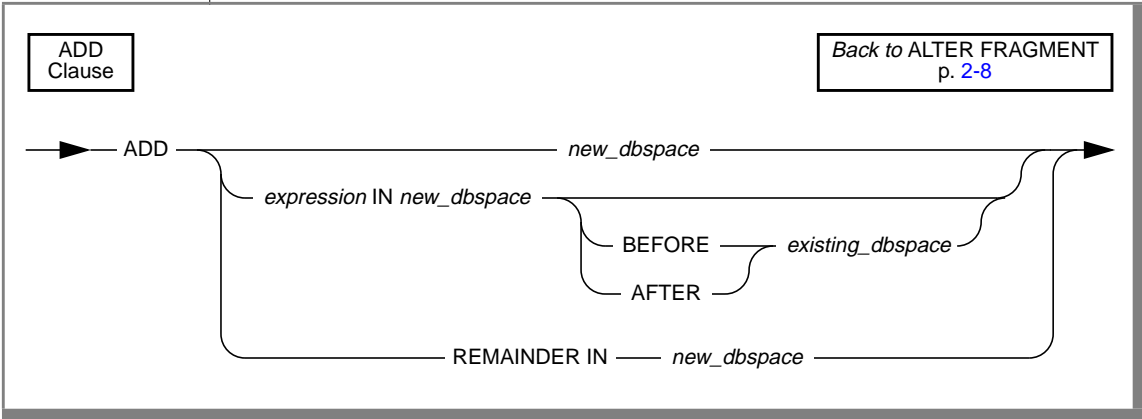 ADD
Clause
Back to ALTER FRAGMENT
p. 2-8
ADD new_dbspace
expression IN new_dbspace
BEFORE existing_dbspace
AFTER
REMAINDER IN new_dbspace